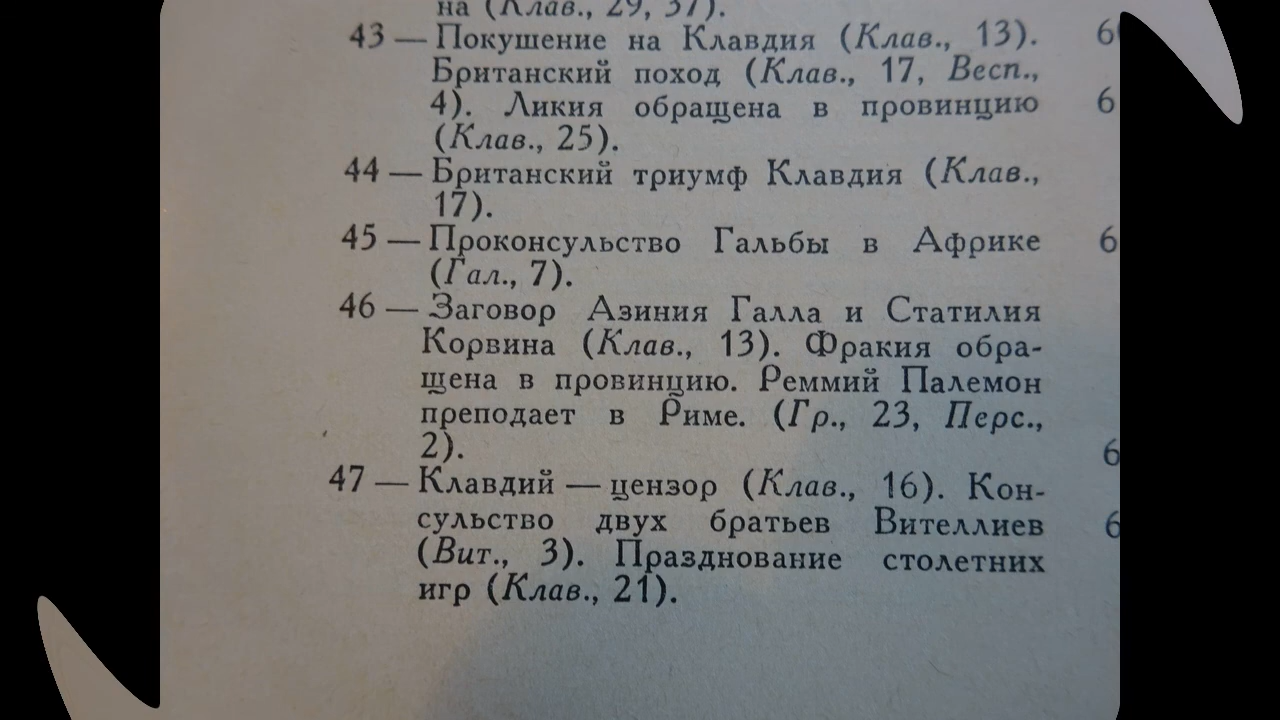 на (Клав., 29, 37).
43 — Покушение на Клавдия (Клав., 13).
Британский поход (Клав., 17, Весп.,
4). Ликия обращена в провинцию
(Клав., 25).
44 — Британский триумф Клавдия (Клав.,
17).
45 — Проконсульство Гальбы в Африке
(Гал., 7).
46 — Заговор Азиния Галла и Статилия
Корвина (Клав., 13). Фракия обра-
щена в провинцию. Реммий Палемон
преподает в Риме. (Гр., 23, Перс.,
2).
47 — Клавдий — цензор (Клав., 16). Кон-
сульство двух братьев Вителлиев
(Вит., 3). Празднование столетних
игр (Клав., 21).